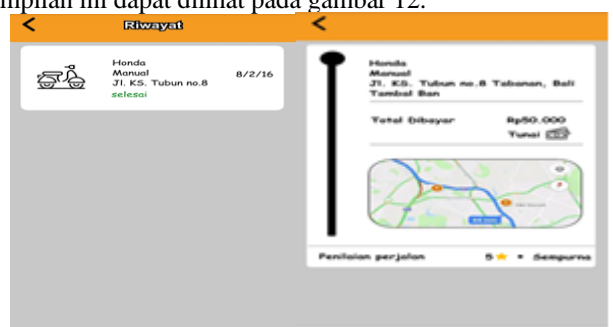 ini dapat dilihat pada gambar 12.
Riwayat
Honda
Manual
Jl. KS. Tubun no.8
selesai
8/2/16
Honda
Manual
Jl. KS. Tubun no.8 Tabanan, Bali
Tambal Ban
Total Dibayar Rp50.000
Tunai
Penilaian perjalan 5 • Sempurna